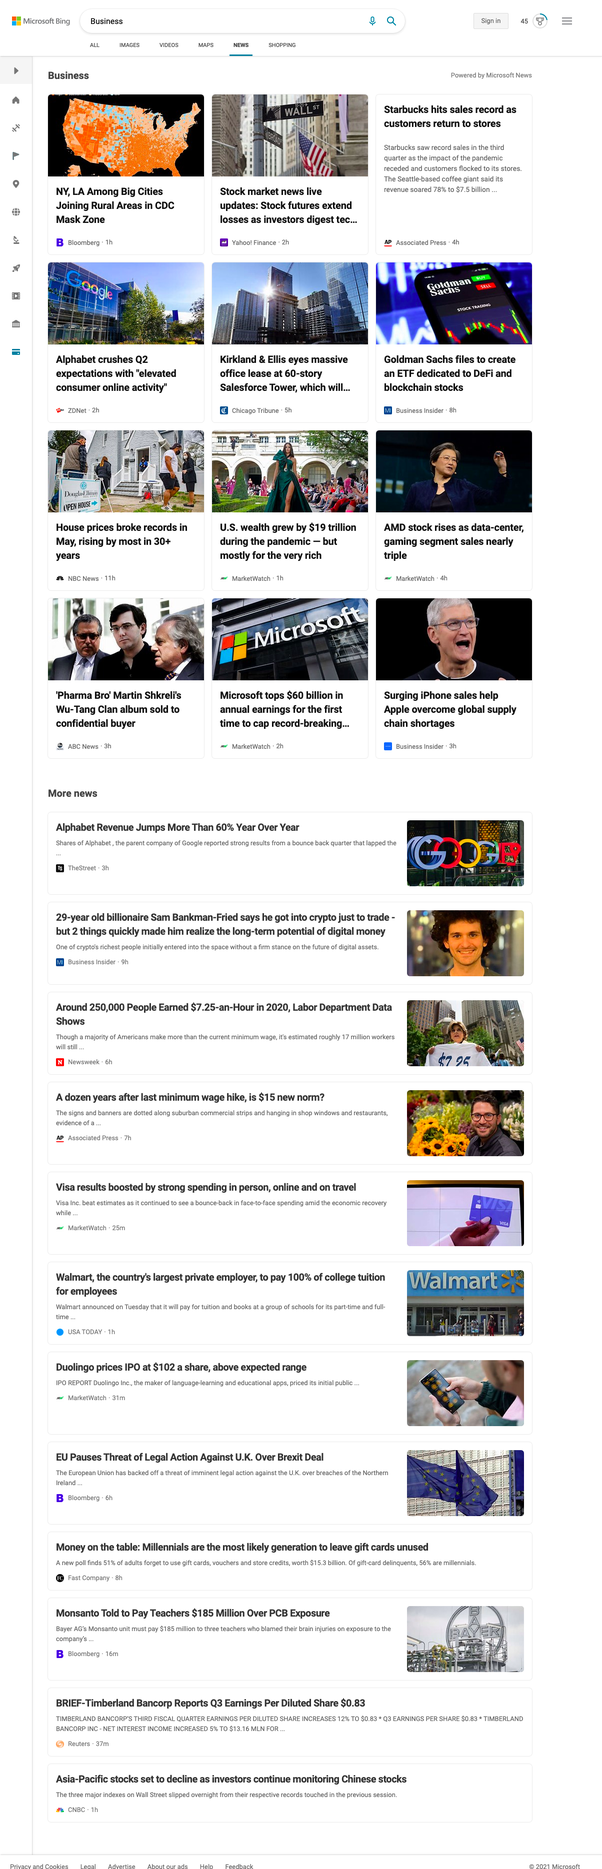 Microsoft Bing
Business
Sign in
45
ALL
IMAGES
VIDEOS
MAPS
NEWS
SHOPPING
Business
Powered by Microsoft News
NY, LA Among Big Cities
Joining Rural Areas in CDC
Mask Zone
Bloomberg · 1h
WALL ST
Stock market news live
updates: Stock futures extend
losses as investors digest tec...
Yahoo! Finance · 2h
Starbucks hits sales record as
customers return to stores
Starbucks saw record sales in the third
quarter as the impact of the pandemic
receded and customers flocked to its stores.
The Seattle-based coffee giant said its
revenue soared 78% to $7.5 billion ...
AP Associated Press · 4h
Google
Alphabet crushes Q2
expectations with "elevated
consumer online activity"
ZDNet · 2h
Kirkland & Ellis eyes massive
office lease at 60-story
Salesforce Tower, which will...
Chicago Tribune · 5h
Goldman
Sachs
BUY
SELL
STOCK TRADING
Goldman Sachs files to create
an ETF dedicated to DeFi and
blockchain stocks
Business Insider · 8h
OPEN HOUSE
House prices broke records in
May, rising by most in 30+
years
NBC News · 11h
U.S. wealth grew by $19 trillion
during the pandemic — but
mostly for the very rich
MarketWatch · 1h
AMD stock rises as data-center,
gaming segment sales nearly
triple
MarketWatch · 4h
'Pharma Bro' Martin Shkreli's
Wu-Tang Clan album sold to
confidential buyer
ABC News · 3h
Microsoft
Microsoft tops $60 billion in
annual earnings for the first
time to cap record-breaking...
MarketWatch · 2h
Surging iPhone sales help
Apple overcome global supply
chain shortages
Business Insider · 3h
More news
Alphabet Revenue Jumps More Than 60% Year Over Year
Shares of Alphabet , the parent company of Google reported strong results from a bounce back quarter that lapped the
...
TheStreet · 3h
GOOGLE
29-year old billionaire Sam Bankman-Fried says he got into crypto just to trade -
but 2 things quickly made him realize the long-term potential of digital money
One of crypto's richest people initially entered into the space without a firm stance on the future of digital assets.
Business Insider · 9h
Around 250,000 People Earned $7.25-an-Hour in 2020, Labor Department Data
Shows
Though a majority of Americans make more than the current minimum wage, it's estimated roughly 17 million workers
will still ...
N Newsweek · 6h
$7.25
A dozen years after last minimum wage hike, is $15 new norm?
The signs and banners are dotted along suburban commercial strips and hanging in shop windows and restaurants,
evidence of a ...
AP Associated Press · 7h
Visa results boosted by strong spending in person, online and on travel
Visa Inc. beat estimates as it continued to see a bounce-back in face-to-face spending amid the economic recovery
while ...
MarketWatch · 25m
VISA
Walmart, the country's largest private employer, to pay 100% of college tuition
for employees
Walmart announced on Tuesday that it will pay for tuition and books at a group of schools for its part-time and full-
time ...
USA TODAY · 1h
Walmart
Duolingo prices IPO at $102 a share, above expected range
IPO REPORT Duolingo Inc., the maker of language-learning and educational apps, priced its initial public ...
MarketWatch · 31m
EU Pauses Threat of Legal Action Against U.K. Over Brexit Deal
The European Union has backed off a threat of imminent legal action against the U.K. over breaches of the Northern
Ireland ...
B Bloomberg · 6h
Money on the table: Millennials are the most likely generation to leave gift cards unused
A new poll finds 51% of adults forget to use gift cards, vouchers and store credits, worth $15.3 billion. Of gift-card delinquents, 56% are millennials.
Fast Company · 8h
Monsanto Told to Pay Teachers $185 Million Over PCB Exposure
Bayer AG's Monsanto unit must pay $185 million to three teachers who blamed their brain injuries on exposure to the
company's ...
B Bloomberg · 16m
BAYER
BRIEF-Timberland Bancorp Reports Q3 Earnings Per Diluted Share $0.83
TIMBERLAND BANCORP'S THIRD FISCAL QUARTER EARNINGS PER DILUTED SHARE INCREASES 12% TO $0.83 * Q3 EARNINGS PER SHARE $0.83 * TIMBERLAND
BANCORP INC - NET INTEREST INCOME INCREASED 5% TO $13.16 MLN FOR ...
Reuters · 37m
Asia-Pacific stocks set to decline as investors continue monitoring Chinese stocks
The three major indexes on Wall Street slipped overnight from their respective records touched in the previous session.
CNBC · 1h
Privacy and Cookies
Legal
Advertise
About our ads
Help
Feedback
© 2021 Microsoft